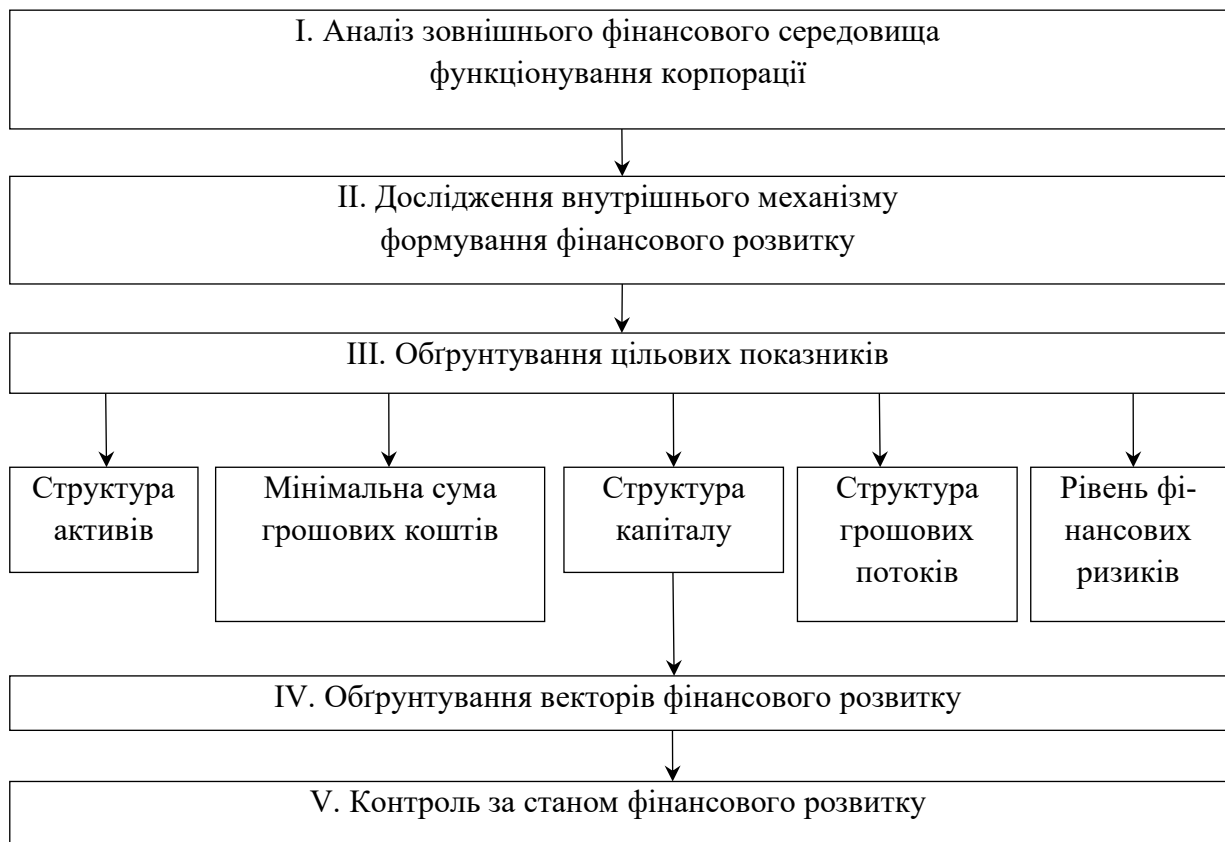 І. Аналіз зовнішнього фінансового середовища
функціонування корпорації
ІІ. Дослідження внутрішнього механізму
формування фінансового розвитку
ІІІ. Обґрунтування цільових показників
Структура
активів
Мінімальна сума
грошових коштів
Структура
капіталу
Структура
грошових
потоків
Рівень фі-
нансових
ризиків
IV. Обґрунтування векторів фінансового розвитку
V. Контроль за станом фінансового розвитку